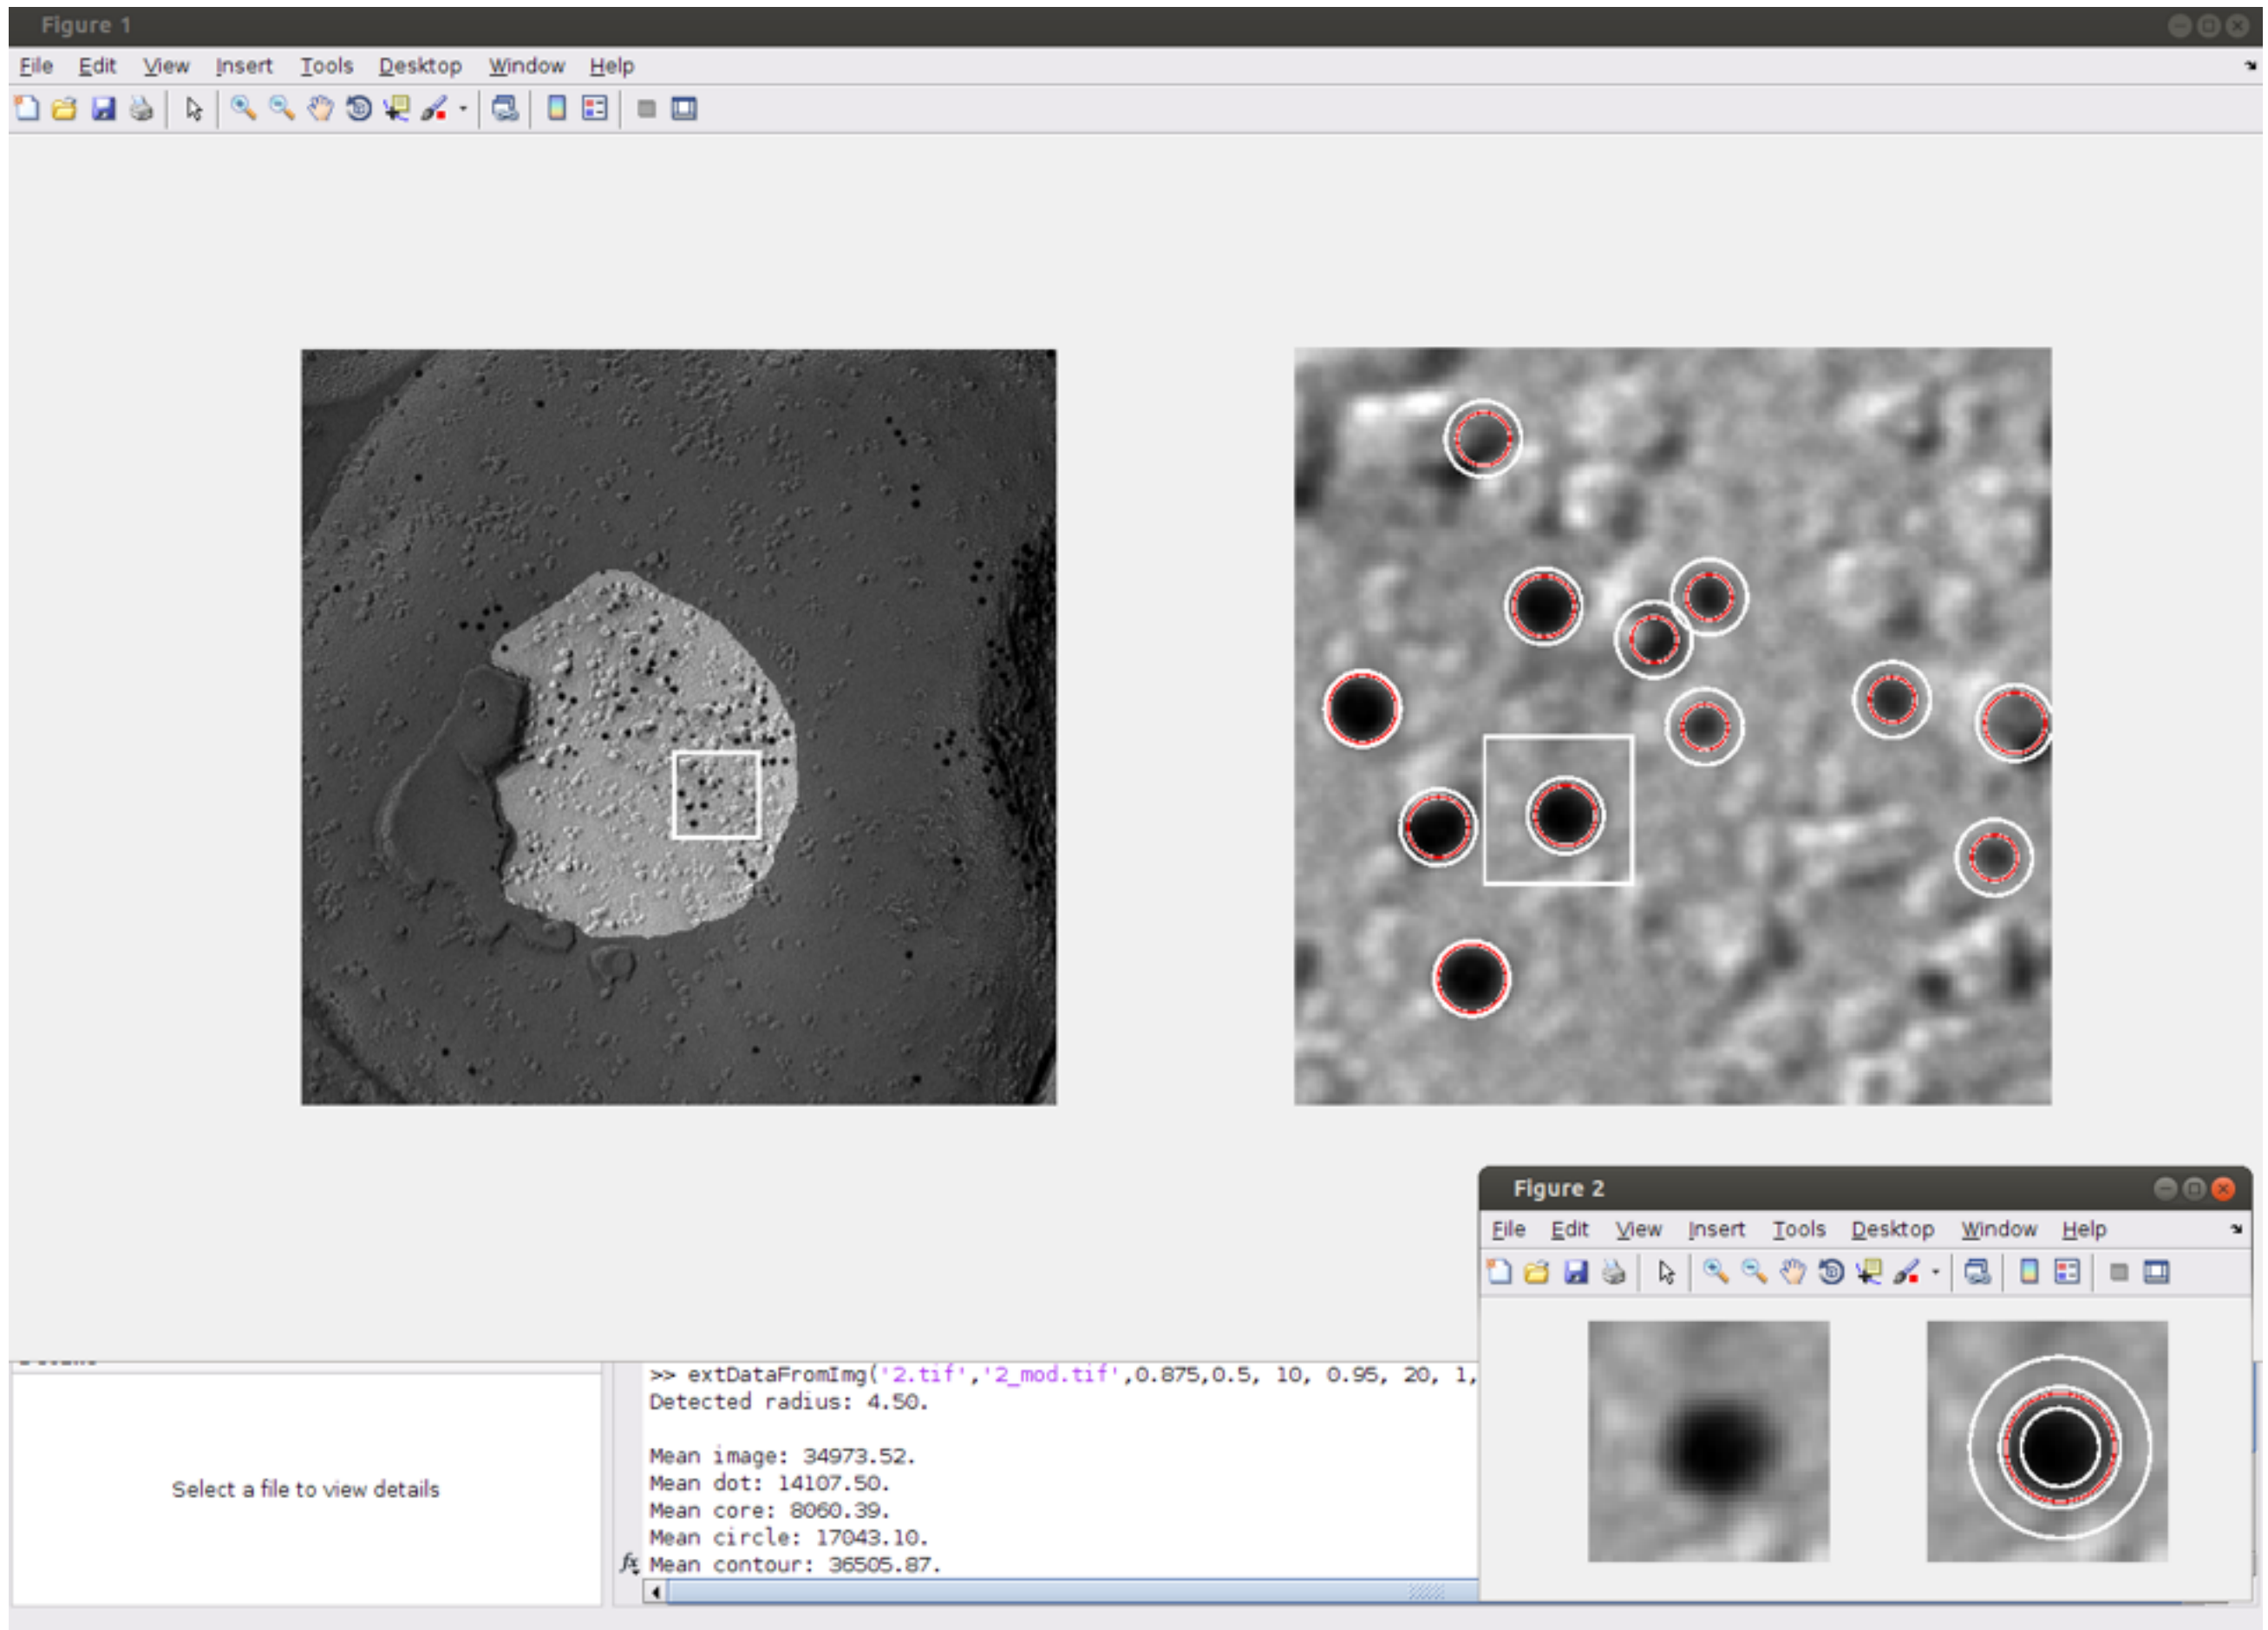 Figure 1
File Edit View Insert Tools Desktop Window Help
Figure 2
File Edit View Insert Tools Desktop Window Help
Select a file to view details
>> extDataFromImg('2.tif','2_mod.tif',0.875,0.5, 10, 0.95, 20, 1,
Detected radius: 4.50.
Mean image: 34973.52.
Mean dot: 14107.50.
Mean core: 8060.39.
Mean circle: 17043.10.
fx Mean contour: 36505.87.